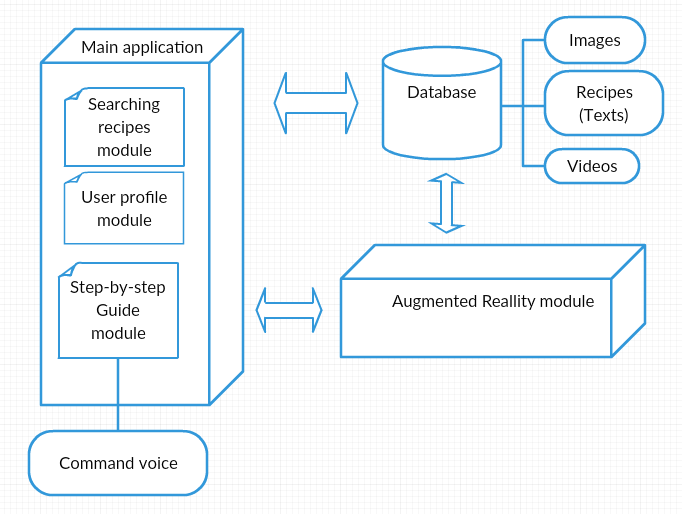 Main application
Searching
recipes
module
User profile
module
Step-by-step
Guide
module
Command voice
Database
Images
Recipes
(Texts)
Videos
Augmented Reallity module